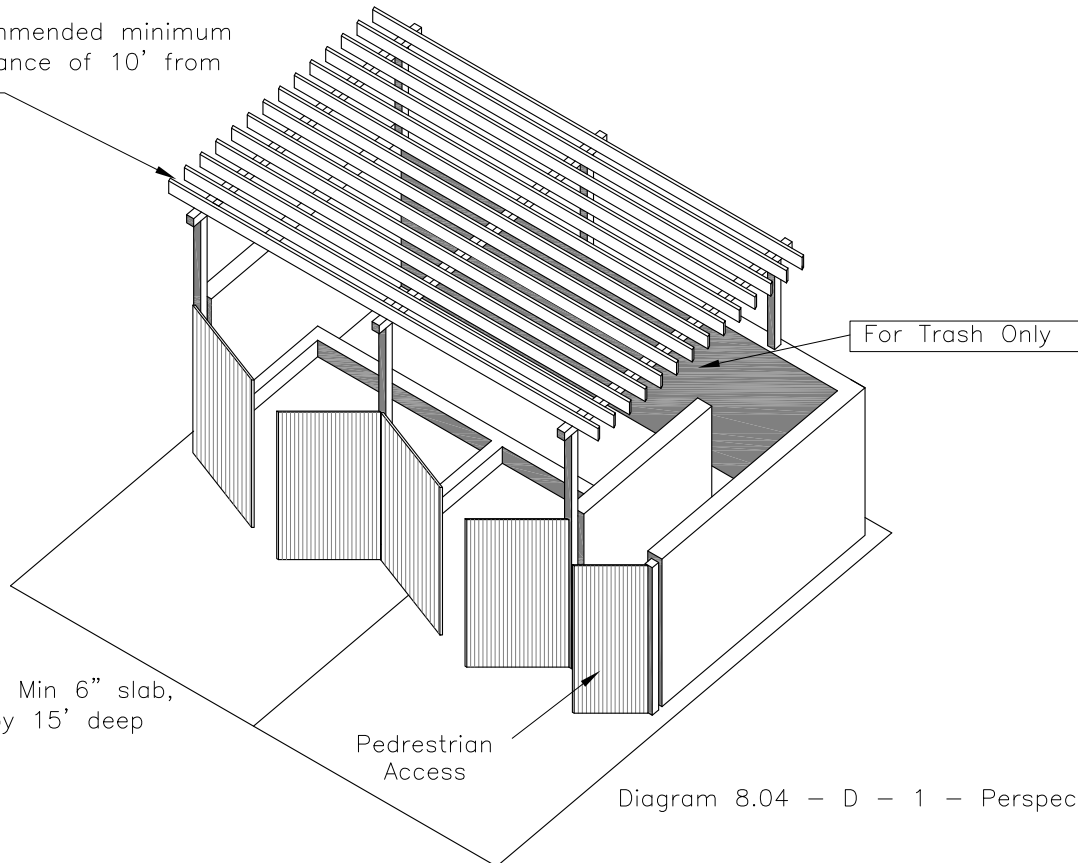 mmended minimum
ance of 10' from
For Trash Only
Min 6" slab,
by 15' deep
Pedrestrian
Access
Diagram 8.04 - D - 1 - Perspec